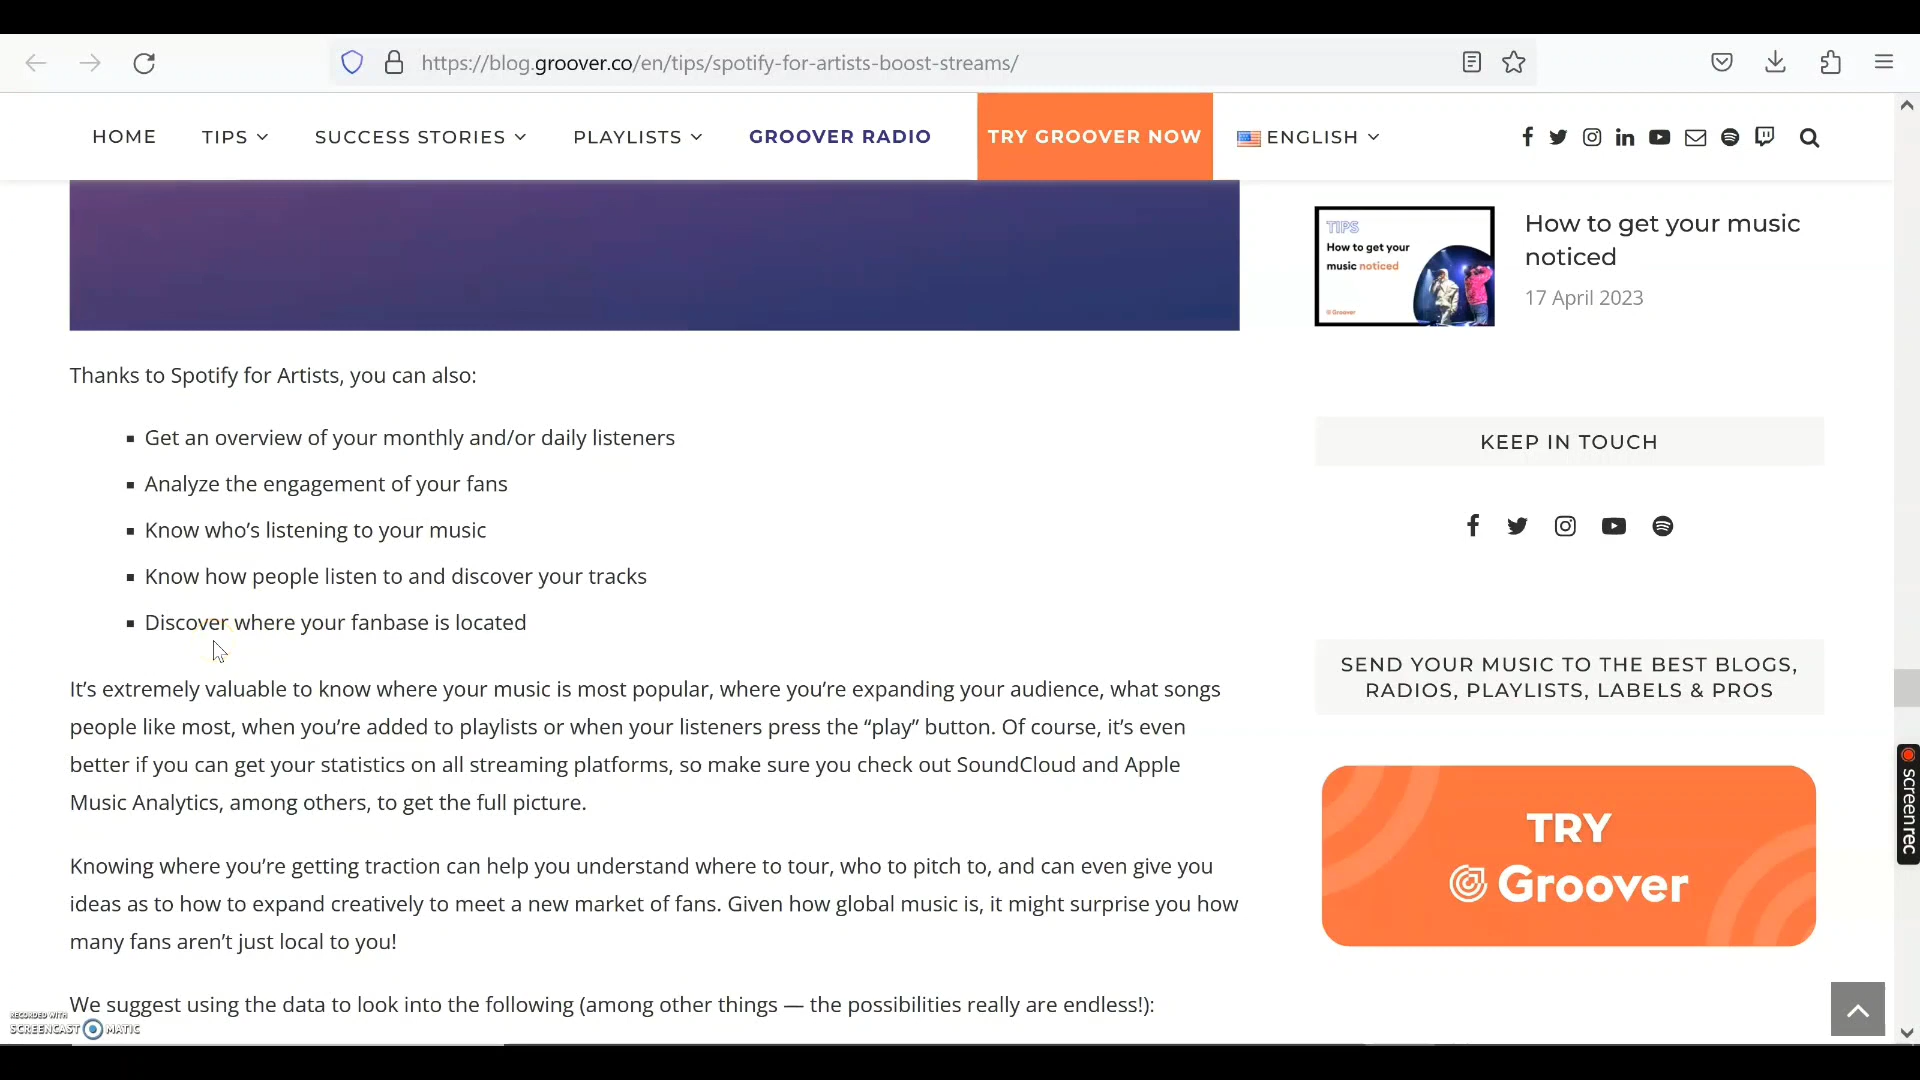 https://blog.groover.co/en/tips/spotify-for-artists-boost-streams/
HOME TIPS SUCCESS STORIES PLAYLISTS GROOVER RADIO TRY GROOVER NOW ENGLISH
TIPS
How to get your
music noticed
Groover
How to get your music
noticed
17 April 2023
Thanks to Spotify for Artists, you can also:
▪ Get an overview of your monthly and/or daily listeners
▪ Analyze the engagement of your fans
▪ Know who’s listening to your music
▪ Know how people listen to and discover your tracks
▪ Discover where your fanbase is located
It’s extremely valuable to know where your music is most popular, where you’re expanding your audience, what songs
people like most, when you’re added to playlists or when your listeners press the “play” button. Of course, it’s even
better if you can get your statistics on all streaming platforms, so make sure you check out SoundCloud and Apple
Music Analytics, among others, to get the full picture.
Knowing where you’re getting traction can help you understand where to tour, who to pitch to, and can even give you
ideas as to how to expand creatively to meet a new market of fans. Given how global music is, it might surprise you how
many fans aren’t just local to you!
We suggest using the data to look into the following (among other things — the possibilities really are endless!):
KEEP IN TOUCH
SEND YOUR MUSIC TO THE BEST BLOGS,
RADIOS, PLAYLISTS, LABELS & PROS
TRY
Groover
screen rec
RECORDED WITH
SCREENCAST MATIC